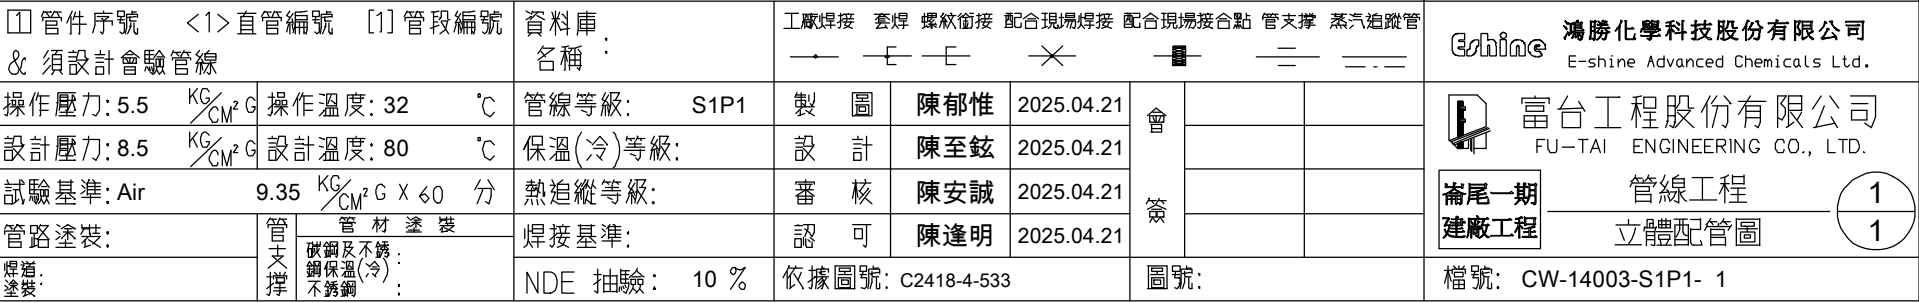 1 管件序號 <1>直管編號 [1] 管段編號
& 須設計會驗管線
資料庫名稱 :
工廠焊接 套焊 螺紋銜接 配合現場焊接 配合現場接合點 管支撐 蒸汽追蹤管
Eshine 鴻勝化學科技股份有限公司
E-shine Advanced Chemicals Ltd.
操作壓力: 5.5 KG/CM² G 操作溫度: 32 °C 管線等級: S1P1 製圖 陳郁惟 2025.04.21 會簽
設計壓力: 8.5 KG/CM² G 設計溫度: 80 °C 保溫(冷)等級: 設計 陳至鉉 2025.04.21
富台工程股份有限公司
FU-TAI ENGINEERING CO., LTD.
試驗基準: Air 9.35 KG/CM² G X 60 分 熱追縱等級: 審核 陳安誠 2025.04.21
管路塗裝: 管支撐 管材塗裝 焊接基準: 認可 陳逢明 2025.04.21
崙尾一期
建廠工程
管線工程
立體配管圖
1
1
碳鋼及不銹
鋼保溫(冷) :
不銹鋼 :
焊道
塗裝:
NDE 抽驗: 10 % 依據圖號: C2418-4-533 圖號: 檔號: CW-14003-S1P1- 1